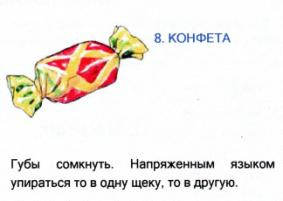 8. КОНФЕТА
Губы сомкнуть. Напряженным языком
упираться то в одну щеку, то в другую.